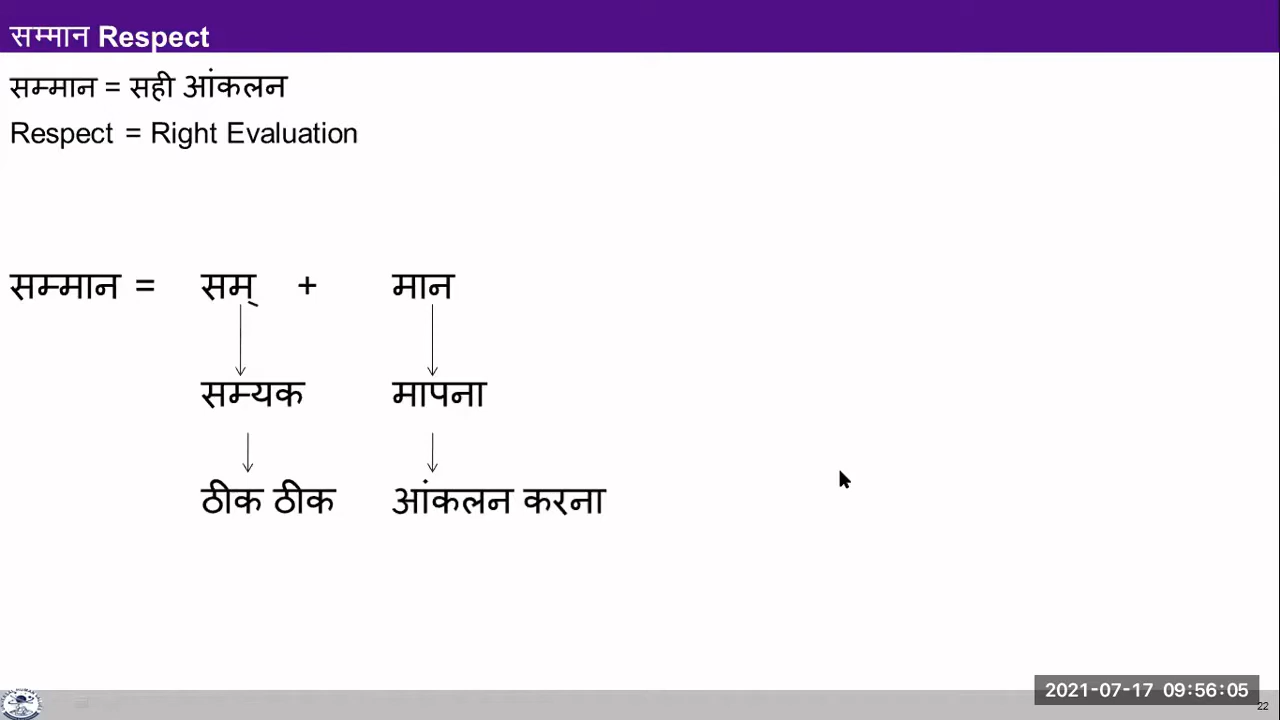 सम्मान Respect
सम्मान = सही आंकलन
Respect = Right Evaluation
सम्मान = सम् + मान
सम्यक मापना
ठीक ठीक आंकलन करना
2021-07-17 09:56:05
22